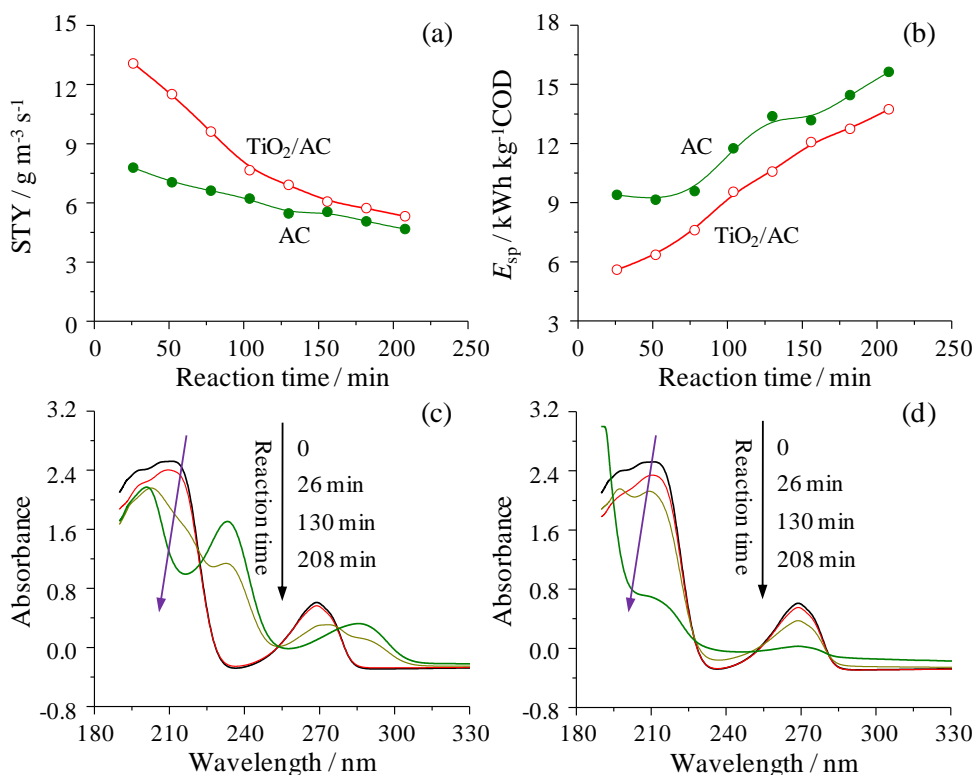 (a)
STY / g m⁻³ s⁻¹
15
12
9
6
3
0
TiO₂/AC
AC
0 50 100 150 200 250
Reaction time / min
(b)
Eₛₚ / kWh kg⁻¹COD
18
15
12
9
6
3
AC
TiO₂/AC
0 50 100 150 200 250
Reaction time / min
(c)
Absorbance
3.2
2.4
1.6
0.8
0.0
-0.8
Reaction time
0
26 min
130 min
208 min
180 210 240 270 300 330
Wavelength / nm
(d)
Absorbance
3.2
2.4
1.6
0.8
0.0
-0.8
Reaction time
0
26 min
130 min
208 min
180 210 240 270 300 330
Wavelength / nm